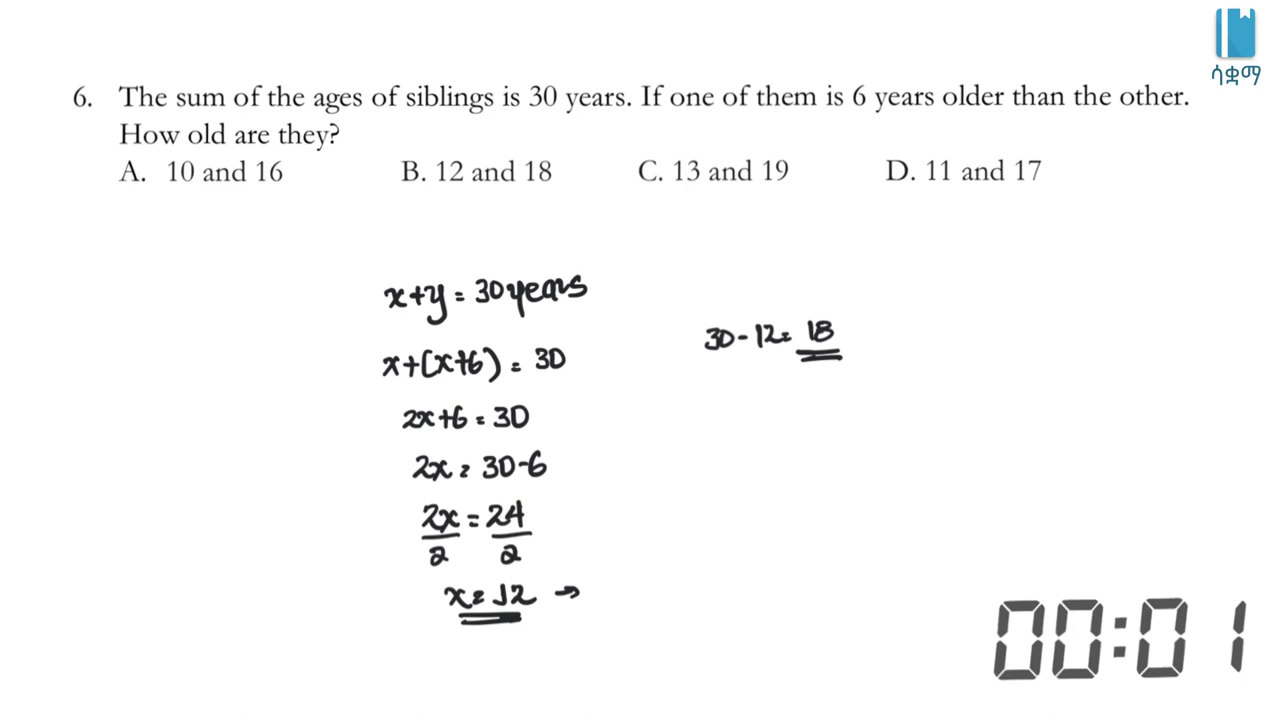 ሳቋማ
6. The sum of the ages of siblings is 30 years. If one of them is 6 years older than the other.
How old are they?
A. 10 and 16 B. 12 and 18 C. 13 and 19 D. 11 and 17
x+y = 30 years
x+(x+6) = 30
2x+6 = 30
2x = 30-6
2x/2 = 24/2
x = 12 →
30-12 = 18
00:01